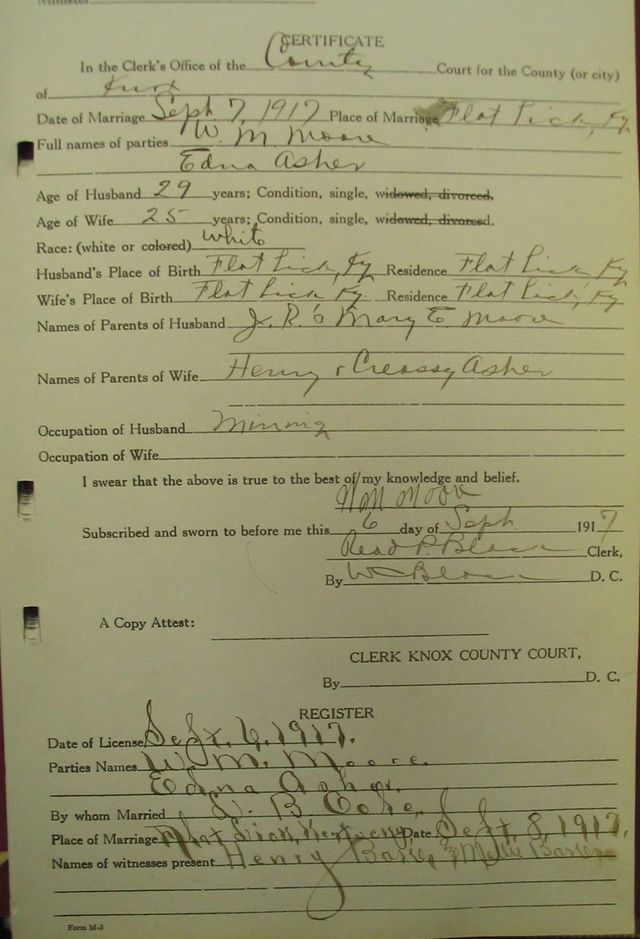 CERTIFICATE
In the Clerk's Office of the County Court for the County (or city)
of Knox
Date of Marriage Sept 7, 1917 Place of Marriage Flat Lick, Ky
Full names of parties W. M. Moore
Edna Asher
Age of Husband 29 years; Condition, single, widowed, divorced.
Age of Wife 25 years; Condition, single, widowed, divorced.
Race: (white or colored) White
Husband's Place of Birth Flat Lick, Ky Residence Flat Lick, Ky
Wife's Place of Birth Flat Lick Ky Residence Flat Lick, Ky
Names of Parents of Husband J. R. & Mary E Moore
Names of Parents of Wife Henry & Creassy Asher
Occupation of Husband Mining
Occupation of Wife
I swear that the above is true to the best of my knowledge and belief.
Wm Moore
Subscribed and sworn to before me this 6 day of Sept 1917
Read P. Black Clerk,
By W C Black D. C.
A Copy Attest:
CLERK KNOX COUNTY COURT,
By D. C.
REGISTER
Date of License Sept. 6, 1917.
Parties Names W. M. Moore.
Edna Asher.
By whom Married B
Place of Marriage Flat Lick, Kentucky Date Sept. 8, 1917.
Names of witnesses present Henry
Form M-3